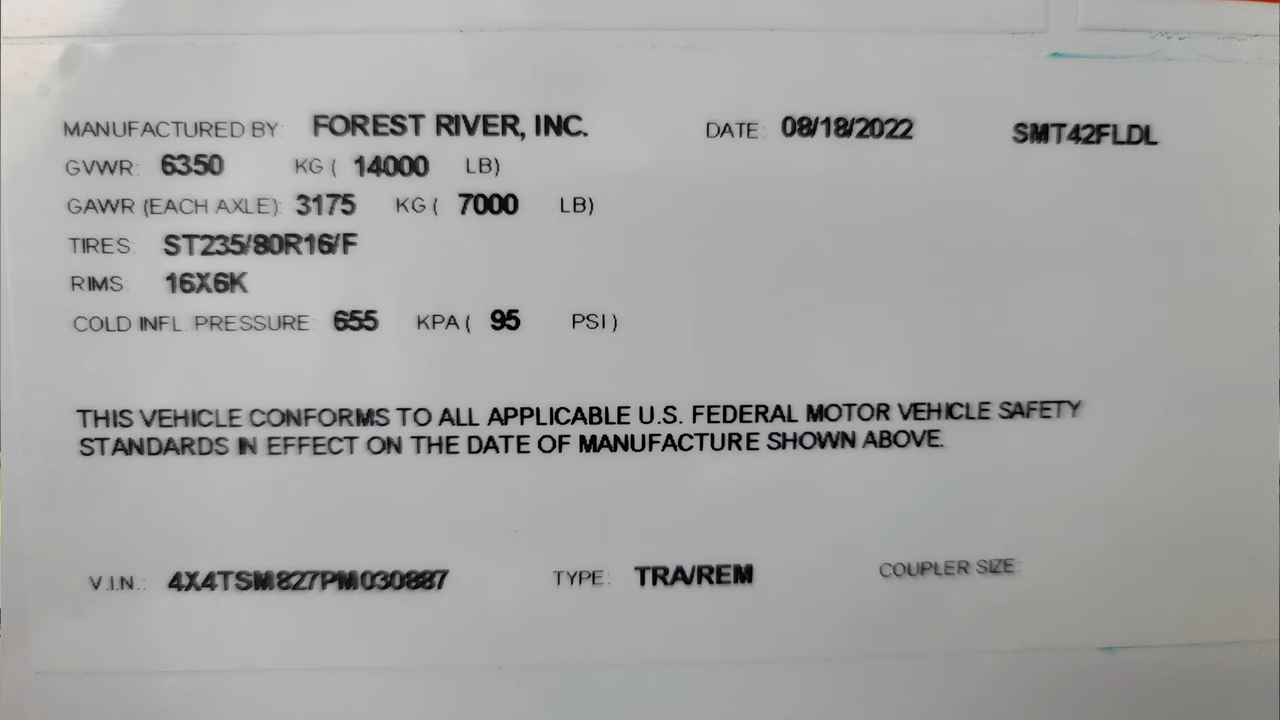 MANUFACTURED BY: FOREST RIVER, INC. DATE: 08/18/2022 SMT42FLDL
GVWR: 6350 KG ( 14000 LB)
GAWR (EACH AXLE): 3175 KG ( 7000 LB)
TIRES: ST235/80R16/F
RIMS: 16X6K
COLD INFL. PRESSURE: 655 KPA ( 95 PSI )
THIS VEHICLE CONFORMS TO ALL APPLICABLE U.S. FEDERAL MOTOR VEHICLE SAFETY
STANDARDS IN EFFECT ON THE DATE OF MANUFACTURE SHOWN ABOVE.
V.I.N.: 4X4TSM827PM030887 TYPE: TRA/REM COUPLER SIZE: